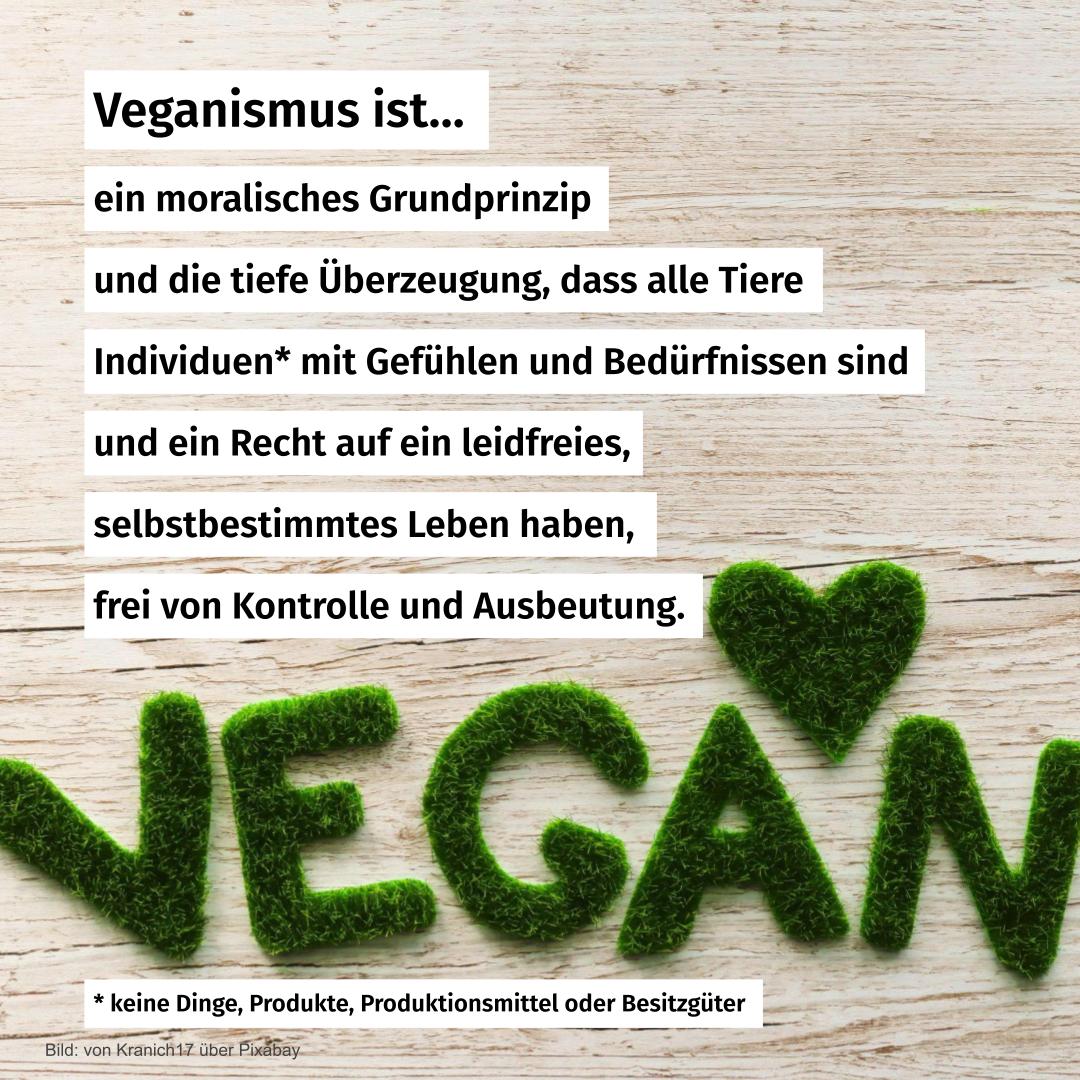 Veganismus ist...
ein moralisches Grundprinzip
und die tiefe Überzeugung, dass alle Tiere
Individuen* mit Gefühlen und Bedürfnissen sind
und ein Recht auf ein leidfreies,
selbstbestimmtes Leben haben,
frei von Kontrolle und Ausbeutung.
VEGAN
* keine Dinge, Produkte, Produktionsmittel oder Besitzgüter
Bild: von Kranich17 über Pixabay